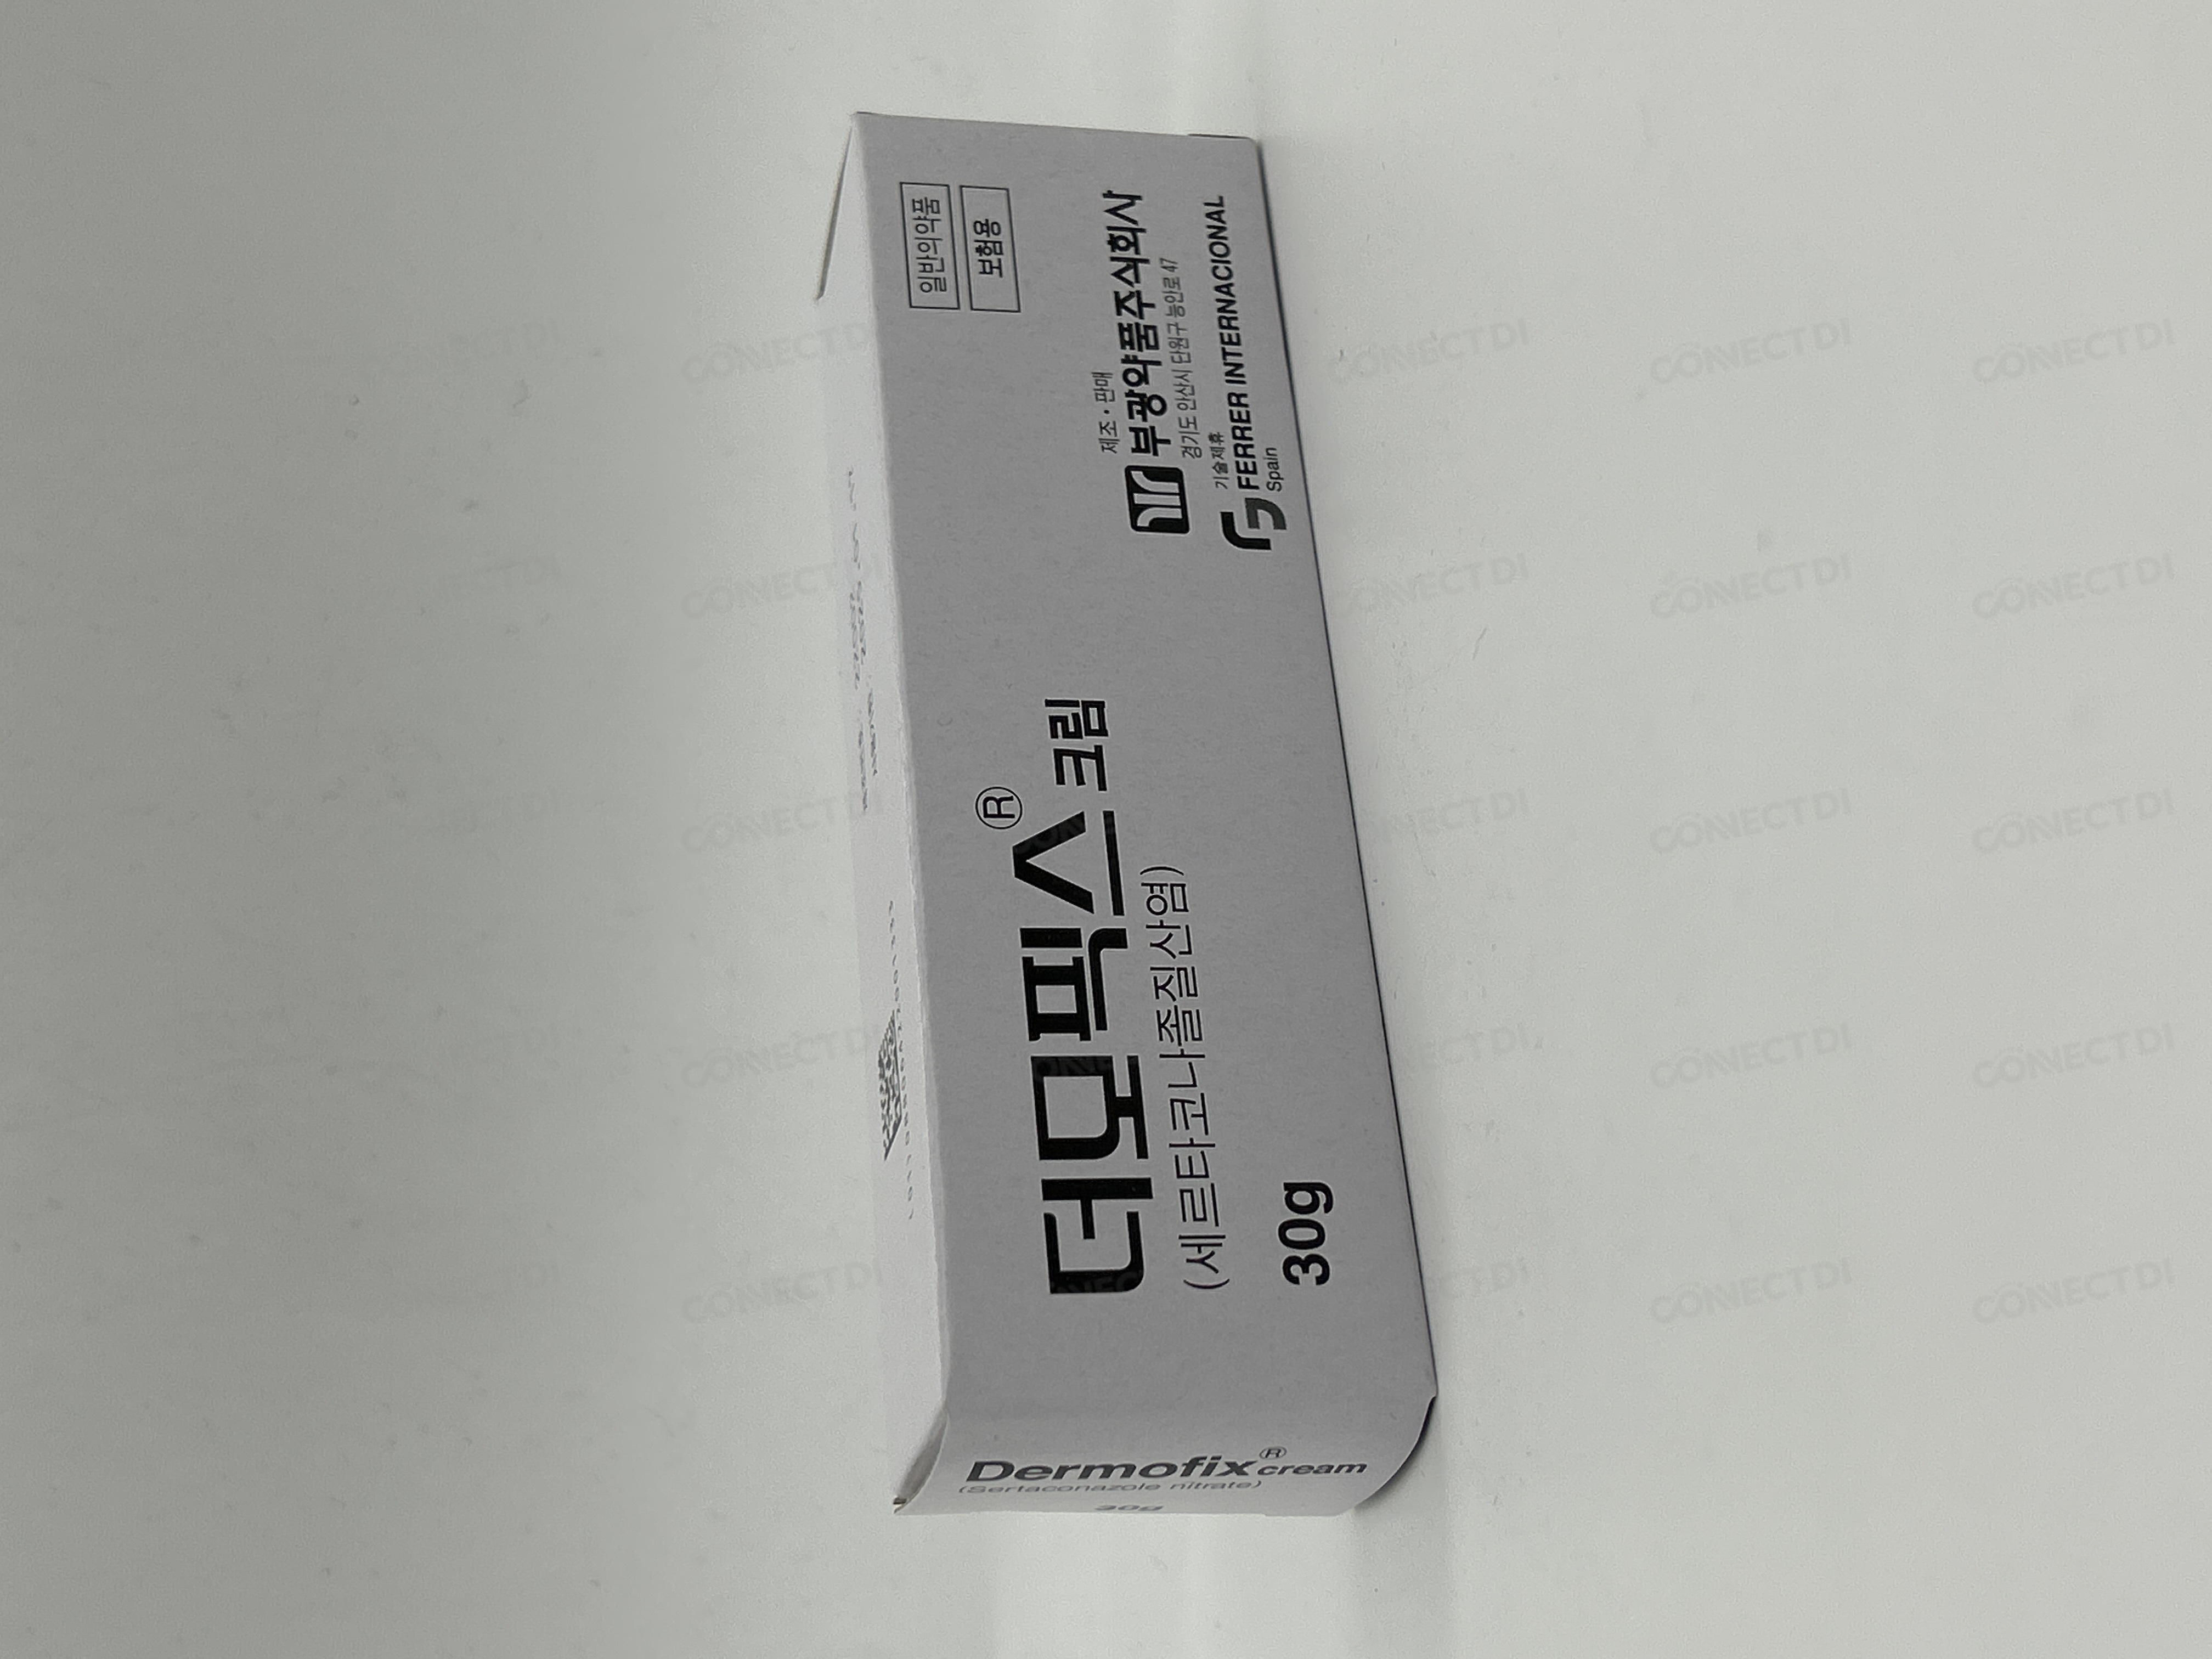 일반의약품
보험용
더모픽스® 크림
(세르타코나졸질산염)
30g
제조·판매
부광약품주식회사
경기도 안산시 단원구 능안로 47
기술제휴
FERRER INTERNACIONAL
Spain
Dermofix® cream
(Sertaconazole nitrate)
30g
CONNECT DI